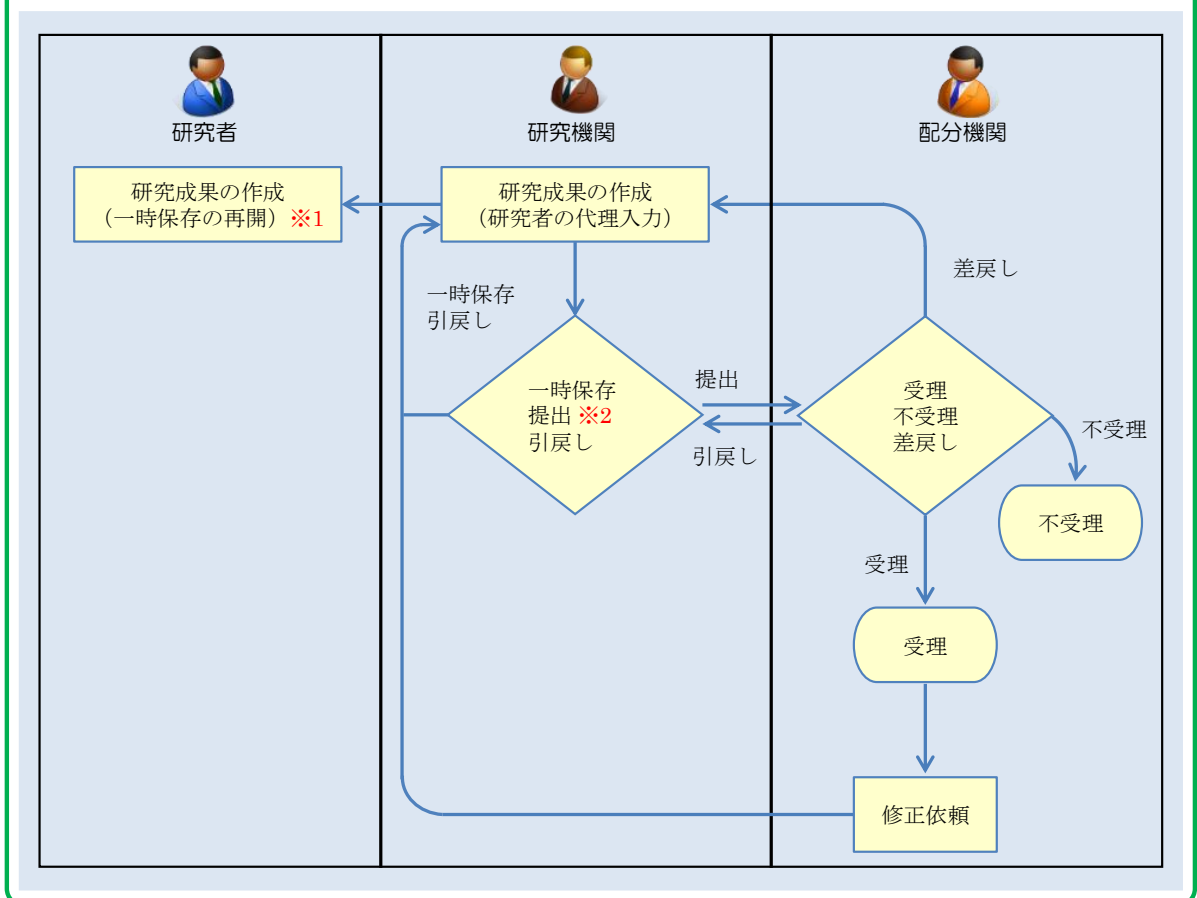 研究者
研究機関
配分機関
研究成果の作成
（一時保存の再開）※1
研究成果の作成
（研究者の代理入力）
差戻し
一時保存
引戻し
一時保存
提出 ※2
引戻し
提出
引戻し
受理
不受理
差戻し
不受理
不受理
受理
受理
修正依頼